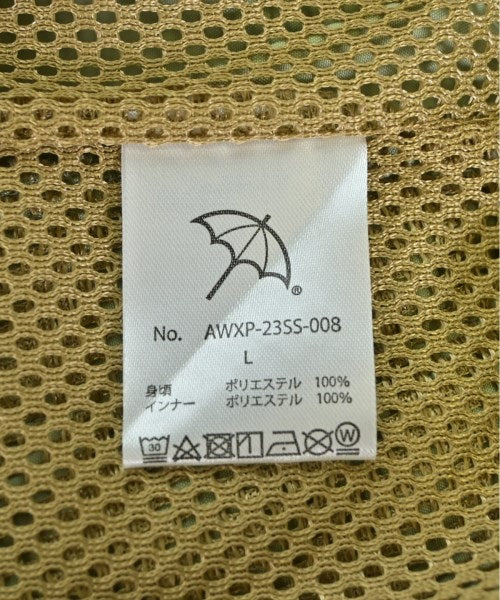 ®
No. AWXP-23SS-008
L
身頃 ポリエステル 100%
インナー ポリエステル 100%
30 W